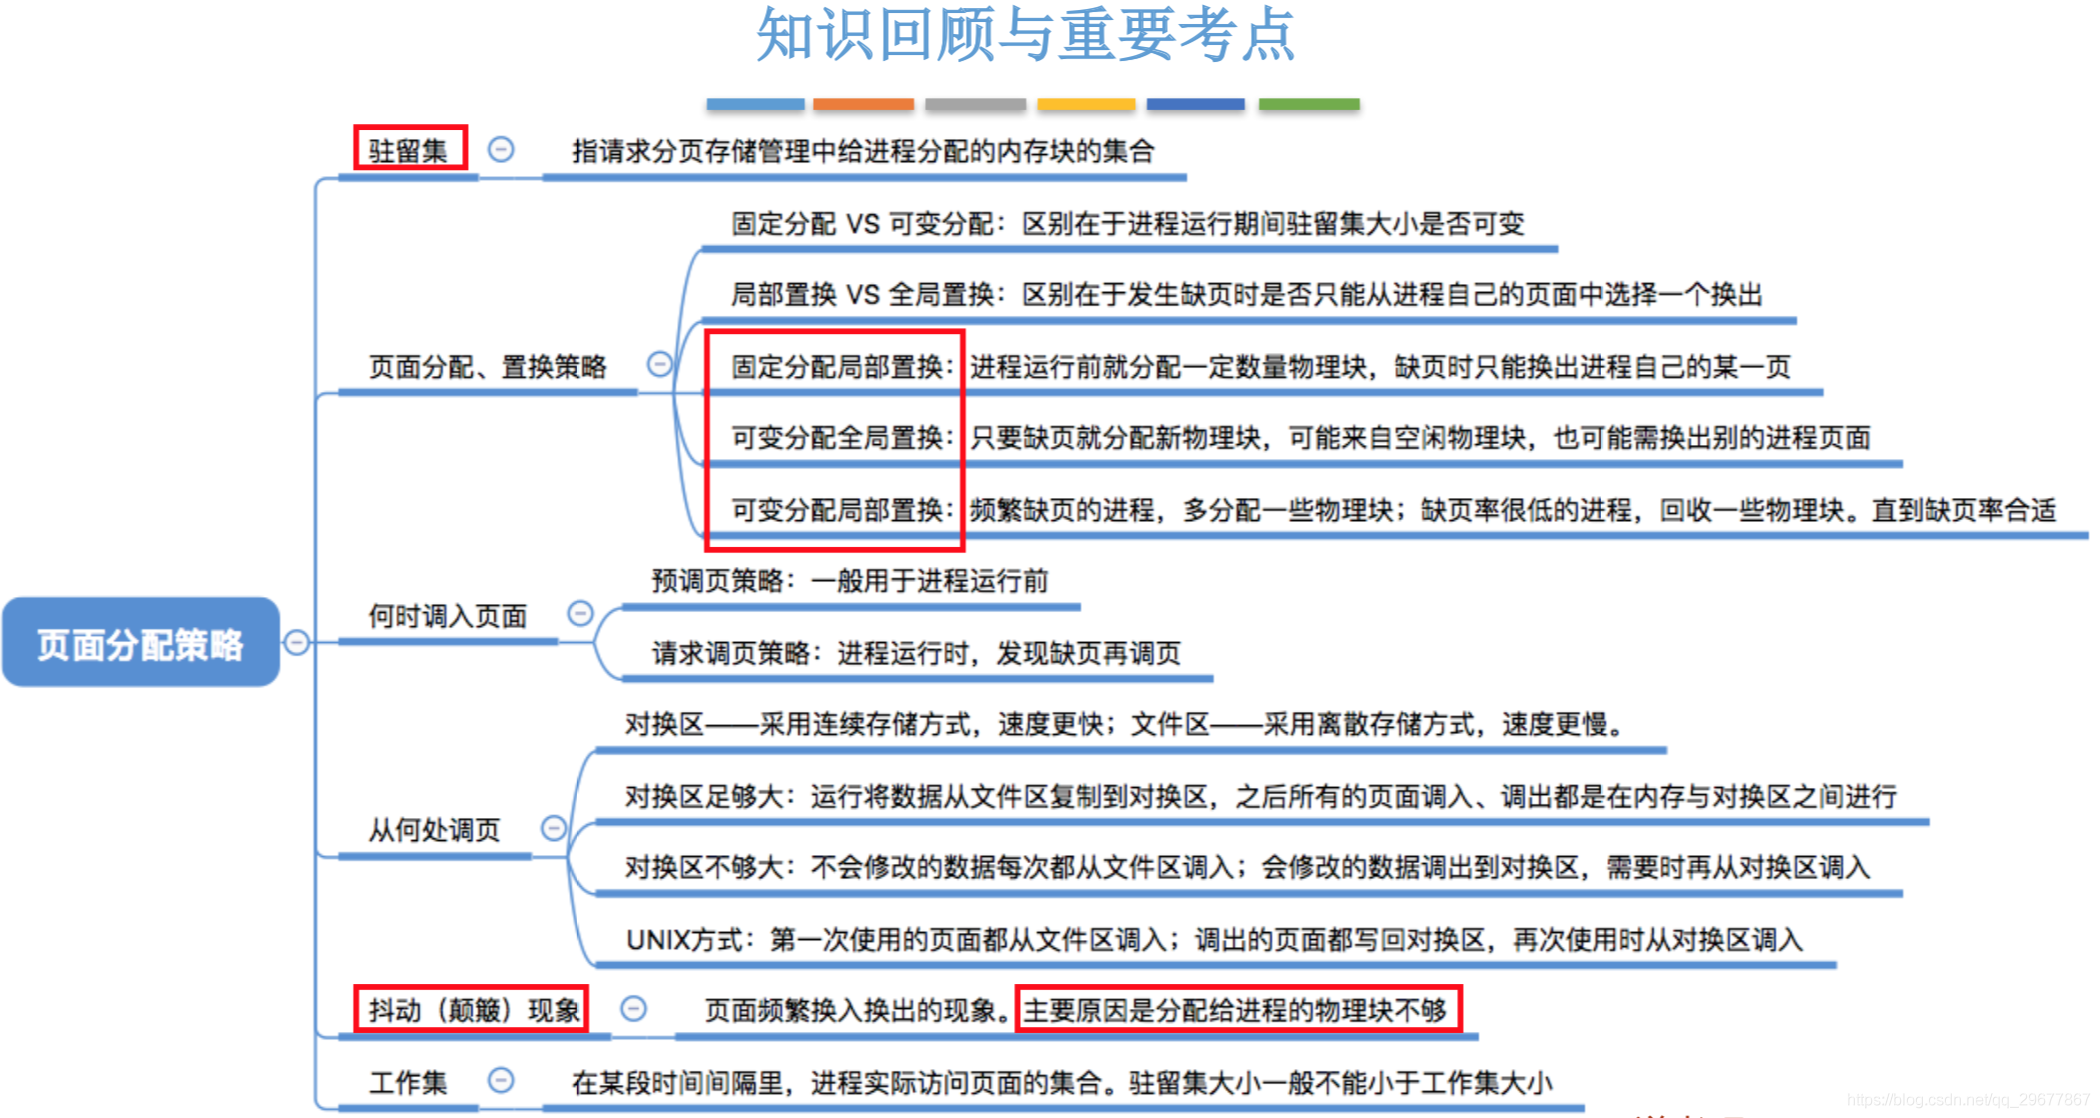 知识回顾与重要考点
驻留集
指请求分页存储管理中给进程分配的内存块的集合
固定分配 VS 可变分配：区别在于进程运行期间驻留集大小是否可变
局部置换 VS 全局置换：区别在于发生缺页时是否只能从进程自己的页面中选择一个换出
页面分配、置换策略
固定分配局部置换：进程运行前就分配一定数量物理块，缺页时只能换出进程自己的某一页
可变分配全局置换：只要缺页就分配新物理块，可能来自空闲物理块，也可能需换出别的进程页面
可变分配局部置换：频繁缺页的进程，多分配一些物理块；缺页率很低的进程，回收一些物理块。直到缺页率合适
页面分配策略
何时调入页面
预调页策略：一般用于进程运行前
请求调页策略：进程运行时，发现缺页再调页
从何处调页
对换区——采用连续存储方式，速度更快；文件区——采用离散存储方式，速度更慢。
对换区足够大：运行将数据从文件区复制到对换区，之后所有的页面调入、调出都是在内存与对换区之间进行
对换区不够大：不会修改的数据每次都从文件区调入；会修改的数据调出到对换区，需要时再从对换区调入
UNIX方式：第一次使用的页面都从文件区调入；调出的页面都写回对换区，再次使用时从对换区调入
抖动（颠簸）现象
页面频繁换入换出的现象。主要原因是分配给进程的物理块不够
工作集
在某段时间间隔里，进程实际访问页面的集合。驻留集大小一般不能小于工作集大小
https://blog.csdn.net/qq_29677867